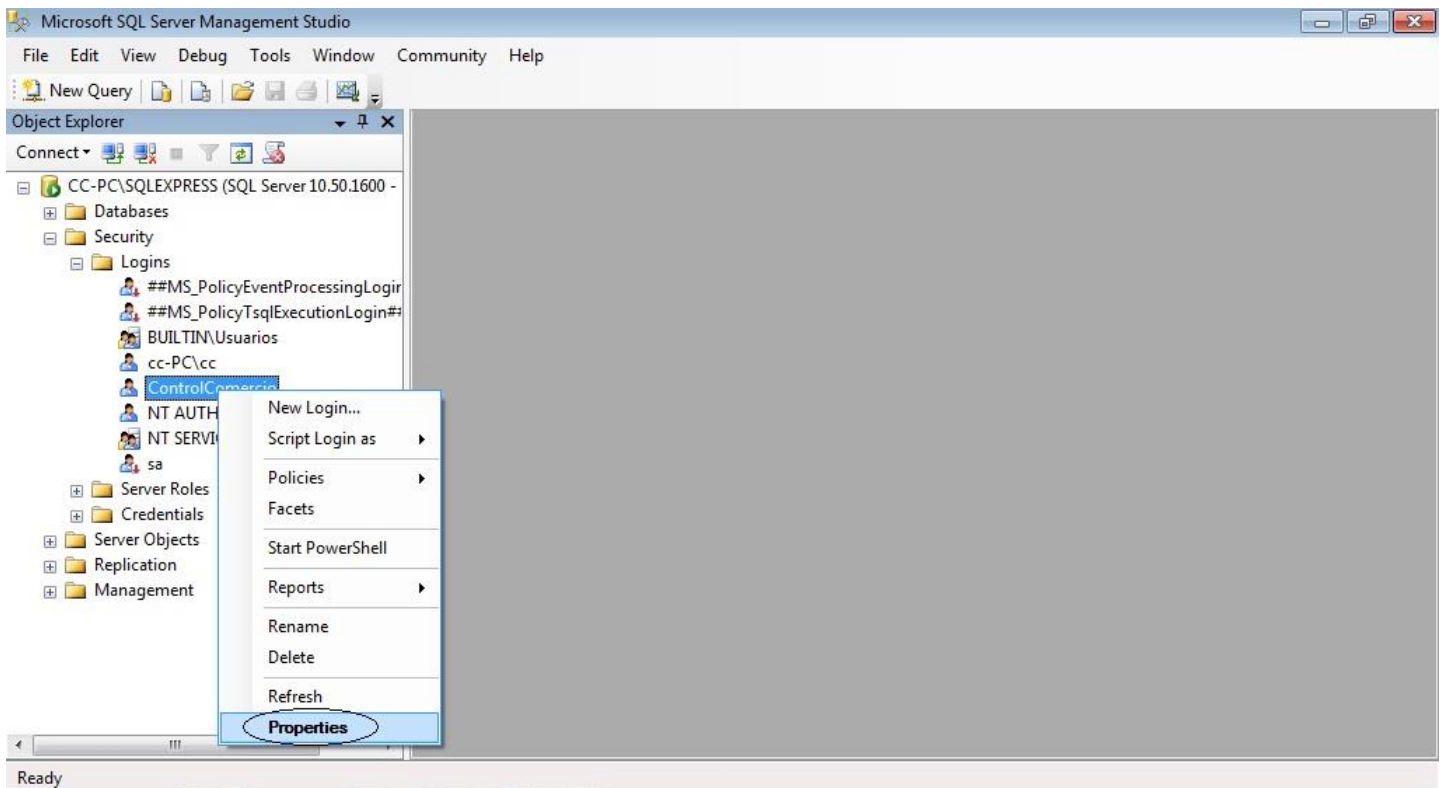 Microsoft SQL Server Management Studio
File Edit View Debug Tools Window Community Help
New Query
Object Explorer
Connect
CC-PC\SQLEXPRESS (SQL Server 10.50.1600 -
Databases
Security
Logins
##MS_PolicyEventProcessingLogin
##MS_PolicyTsqlExecutionLogin##
BUILTIN\Usuarios
cc-PC\cc
ControlComercio
NT AUTH
NT SERVI
sa
Server Roles
Credentials
Server Objects
Replication
Management
New Login...
Script Login as
Policies
Facets
Start PowerShell
Reports
Rename
Delete
Refresh
Properties
Ready